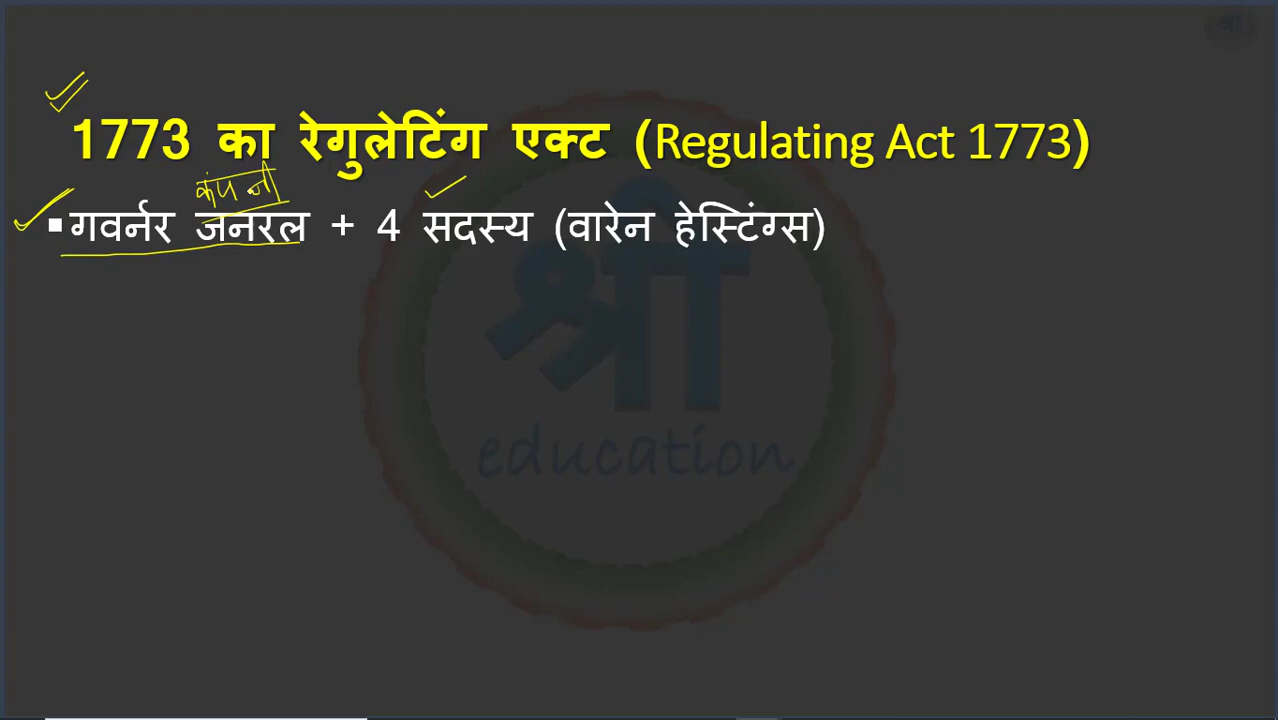 श्री
1773 का रेगुलेटिंग एक्ट (Regulating Act 1773)
कंपनी
▪गवर्नर जनरल + 4 सदस्य (वारेन हेस्टिंग्स)
श्री
education